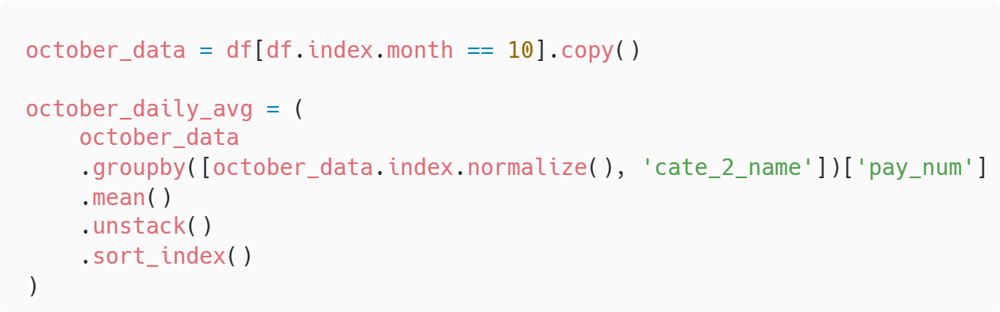 october_data = df[df.index.month == 10].copy()
october_daily_avg = (
    october_data
    .groupby([october_data.index.normalize(), 'cate_2_name'])['pay_num']
    .mean()
    .unstack()
    .sort_index()
)